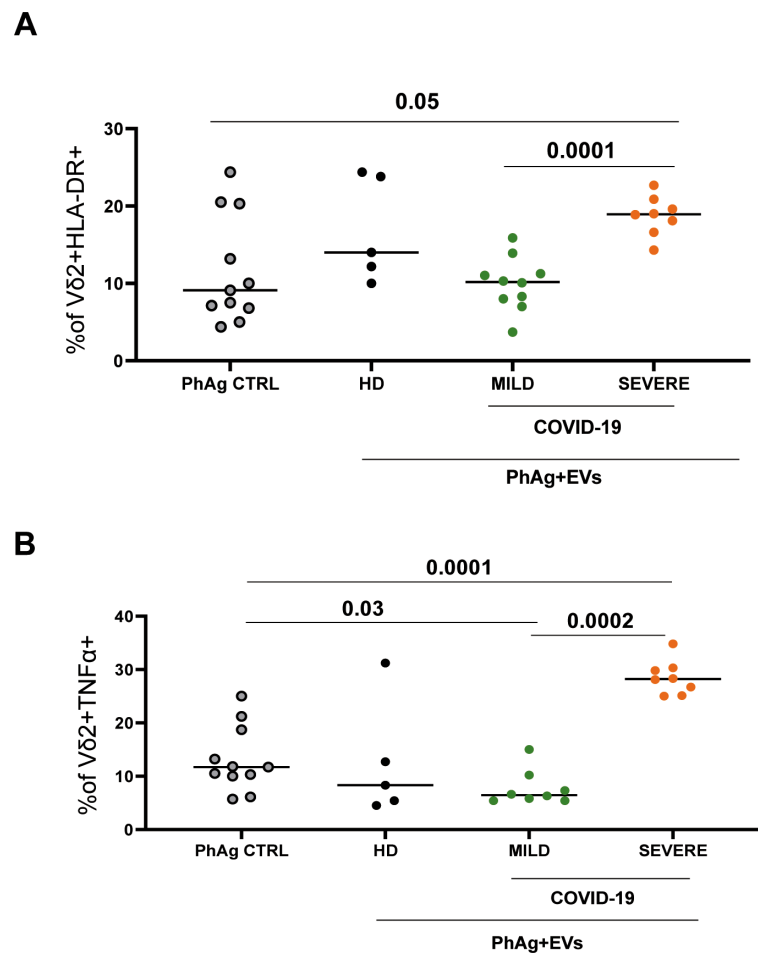 A
0.05
0.0001
%of Vδ2+HLA-DR+
30
20
10
0
PhAg CTRL HD MILD SEVERE
COVID-19
PhAg+EVs
B
0.0001
0.03
0.0002
%of Vδ2+TNFα+
40
30
20
10
0
PhAg CTRL HD MILD SEVERE
COVID-19
PhAg+EVs